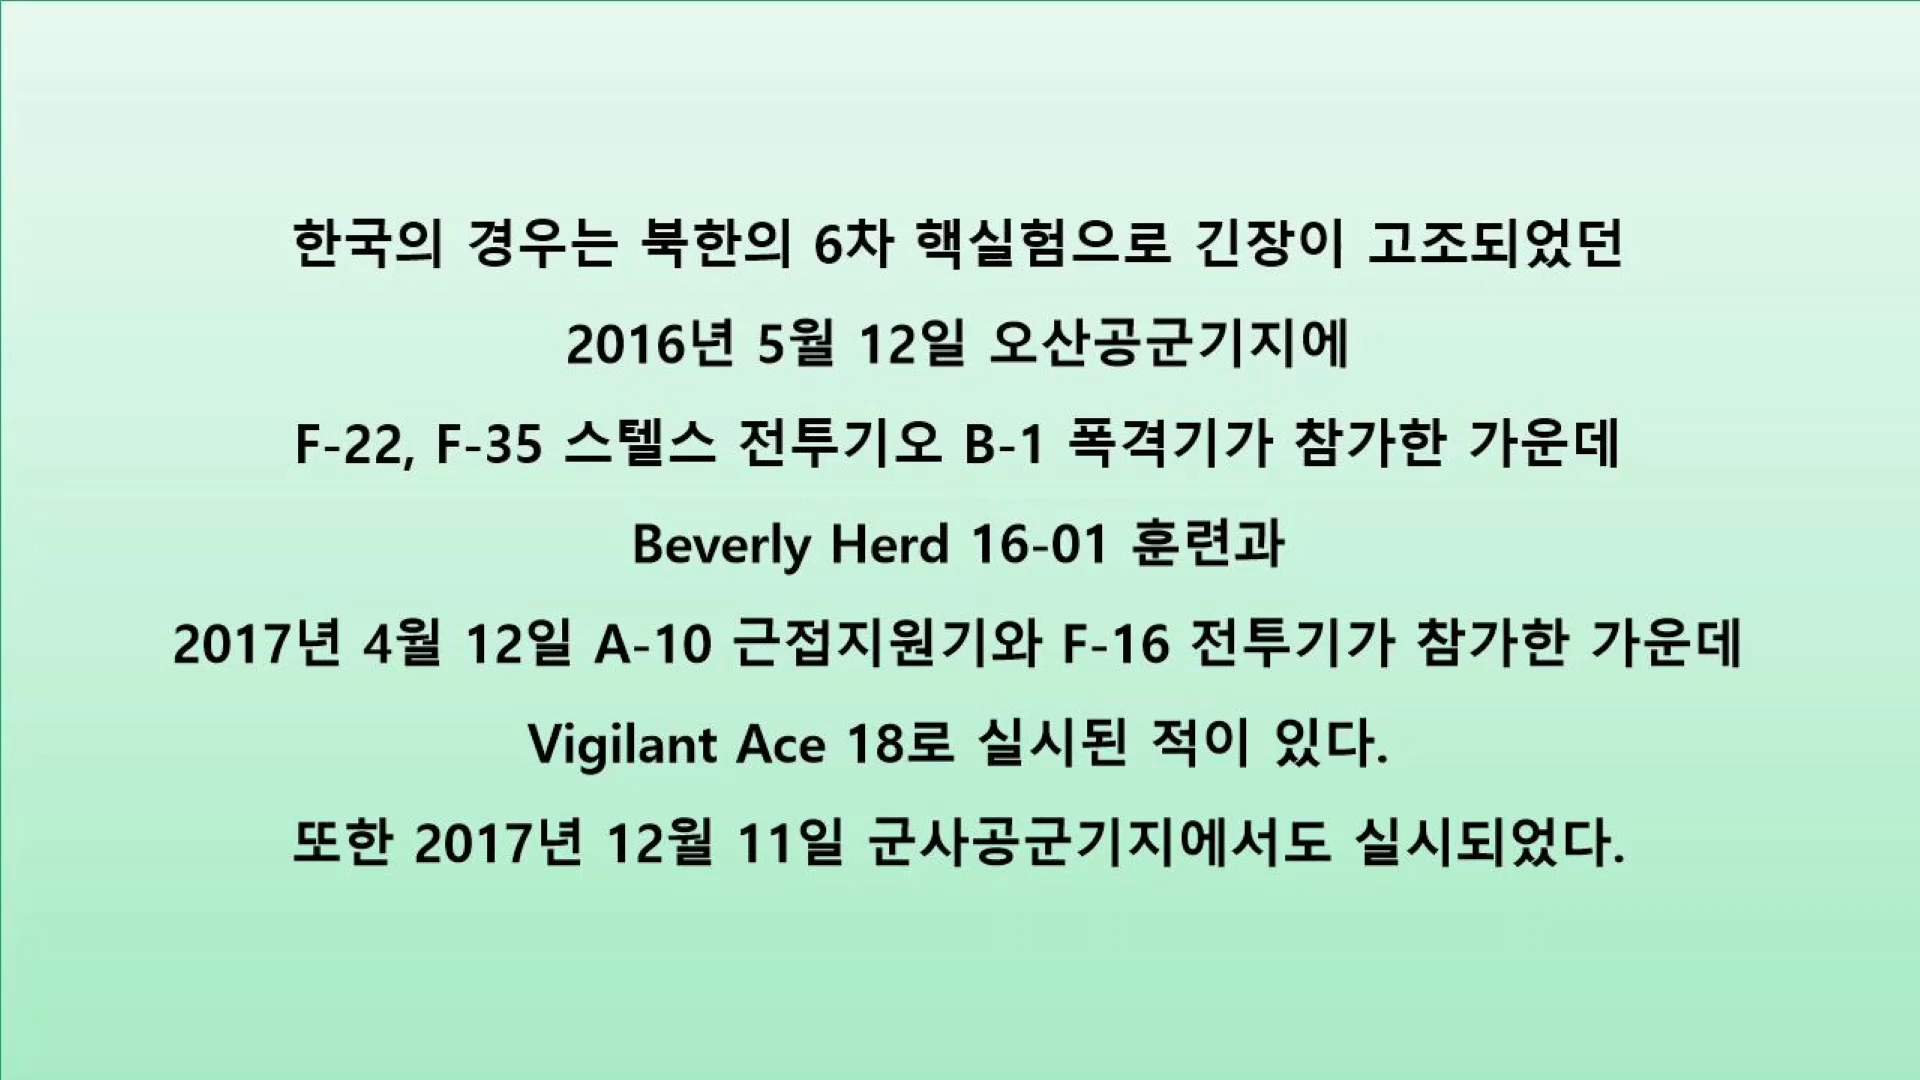 한국의 경우는 북한의 6차 핵실험으로 긴장이 고조되었던
2016년 5월 12일 오산공군기지에
F-22, F-35 스텔스 전투기오 B-1 폭격기가 참가한 가운데
Beverly Herd 16-01 훈련과
2017년 4월 12일 A-10 근접지원기와 F-16 전투기가 참가한 가운데
Vigilant Ace 18로 실시된 적이 있다.
또한 2017년 12월 11일 군사공군기지에서도 실시되었다.